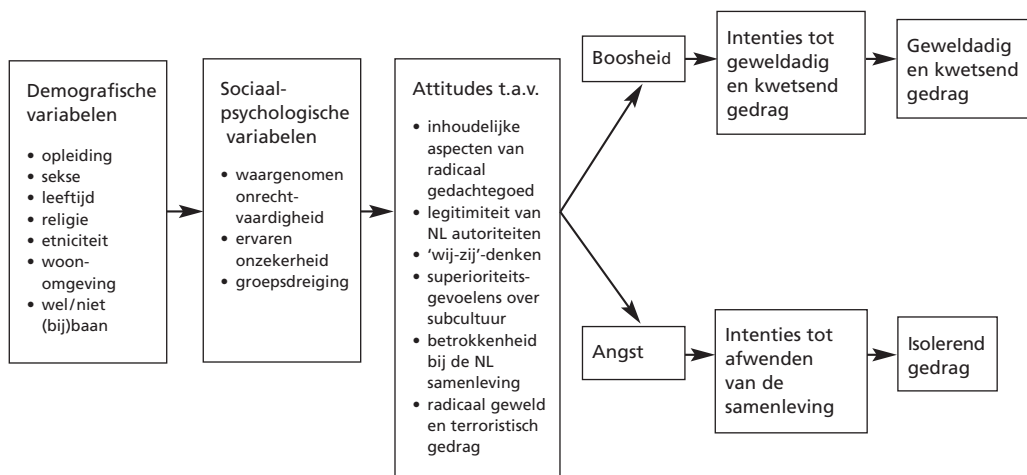 Demografische
variabelen
• opleiding
• sekse
• leeftijd
• religie
• etniciteit
• woon-
omgeving
• wel/niet
(bij)baan
Sociaal-
psychologische
variabelen
• waargenomen
onrecht-
vaardigheid
• ervaren
onzekerheid
• groepsdreiging
Attitudes t.a.v.
• inhoudelijke
aspecten van
radicaal
gedachtegoed
• legitimiteit van
NL autoriteiten
• ‘wij-zij’-denken
• superioriteits-
gevoelens over
subcultuur
• betrokkenheid
bij de NL
samenleving
• radicaal geweld
en terroristisch
gedrag
Boosheid
Intenties tot
geweldadig
en kwetsend
gedrag
Geweldadig
en kwetsend
gedrag
Angst
Intenties tot
afwenden
van de
samenleving
Isolerend
gedrag